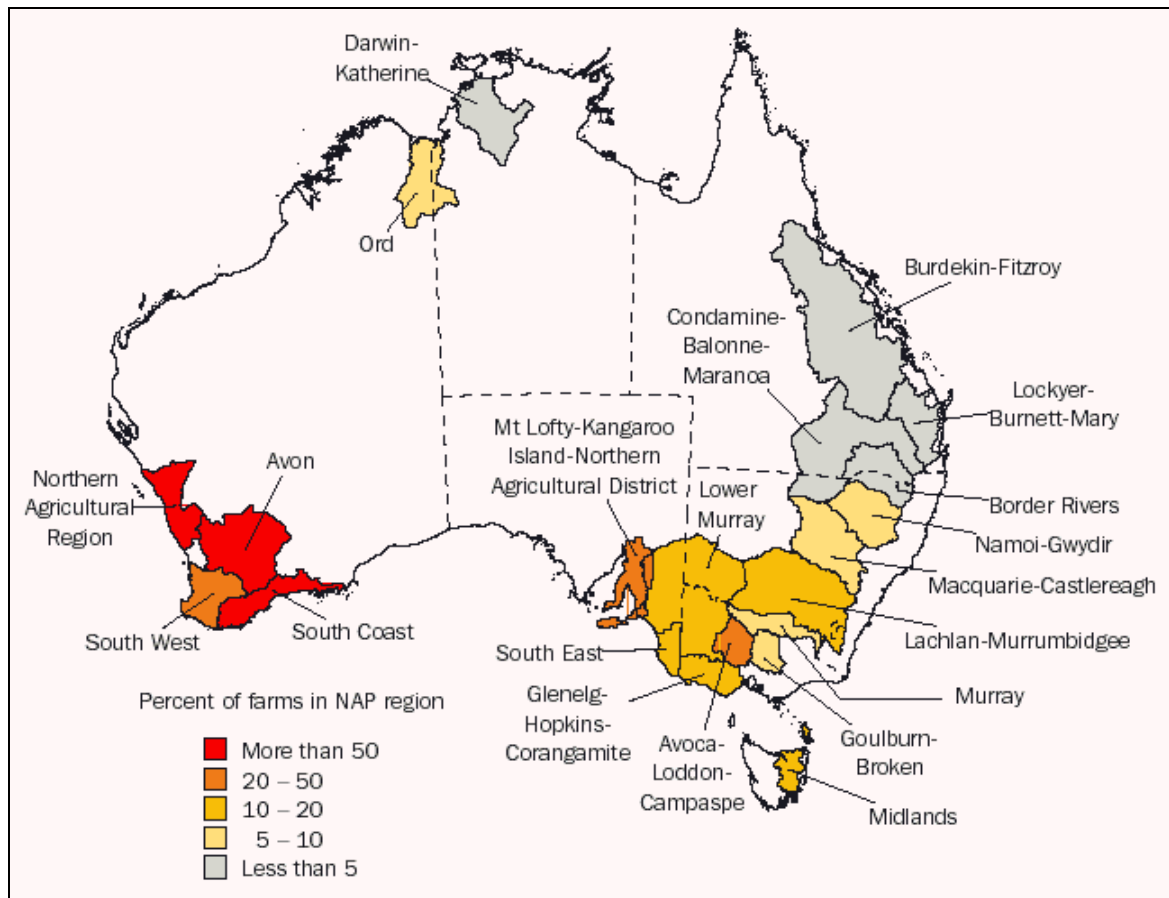 Darwin-
Katherine
Ord
Burdekin-Fitzroy
Condamine-
Balonne-
Maranoa
Lockyer-
Burnett-Mary
Mt Lofty-Kangaroo
Island-Northern
Agricultural District
Lower
Murray
Border Rivers
Namoi-Gwydir
Macquarie-Castlereagh
Lachlan-Murrumbidgee
Northern
Agricultural
Region
Avon
South West
South Coast
South East
Glenelg-
Hopkins-
Corangamite
Avoca-
Loddon-
Campaspe
Murray
Goulburn-
Broken
Midlands
Percent of farms in NAP region
More than 50
20 – 50
10 – 20
5 – 10
Less than 5